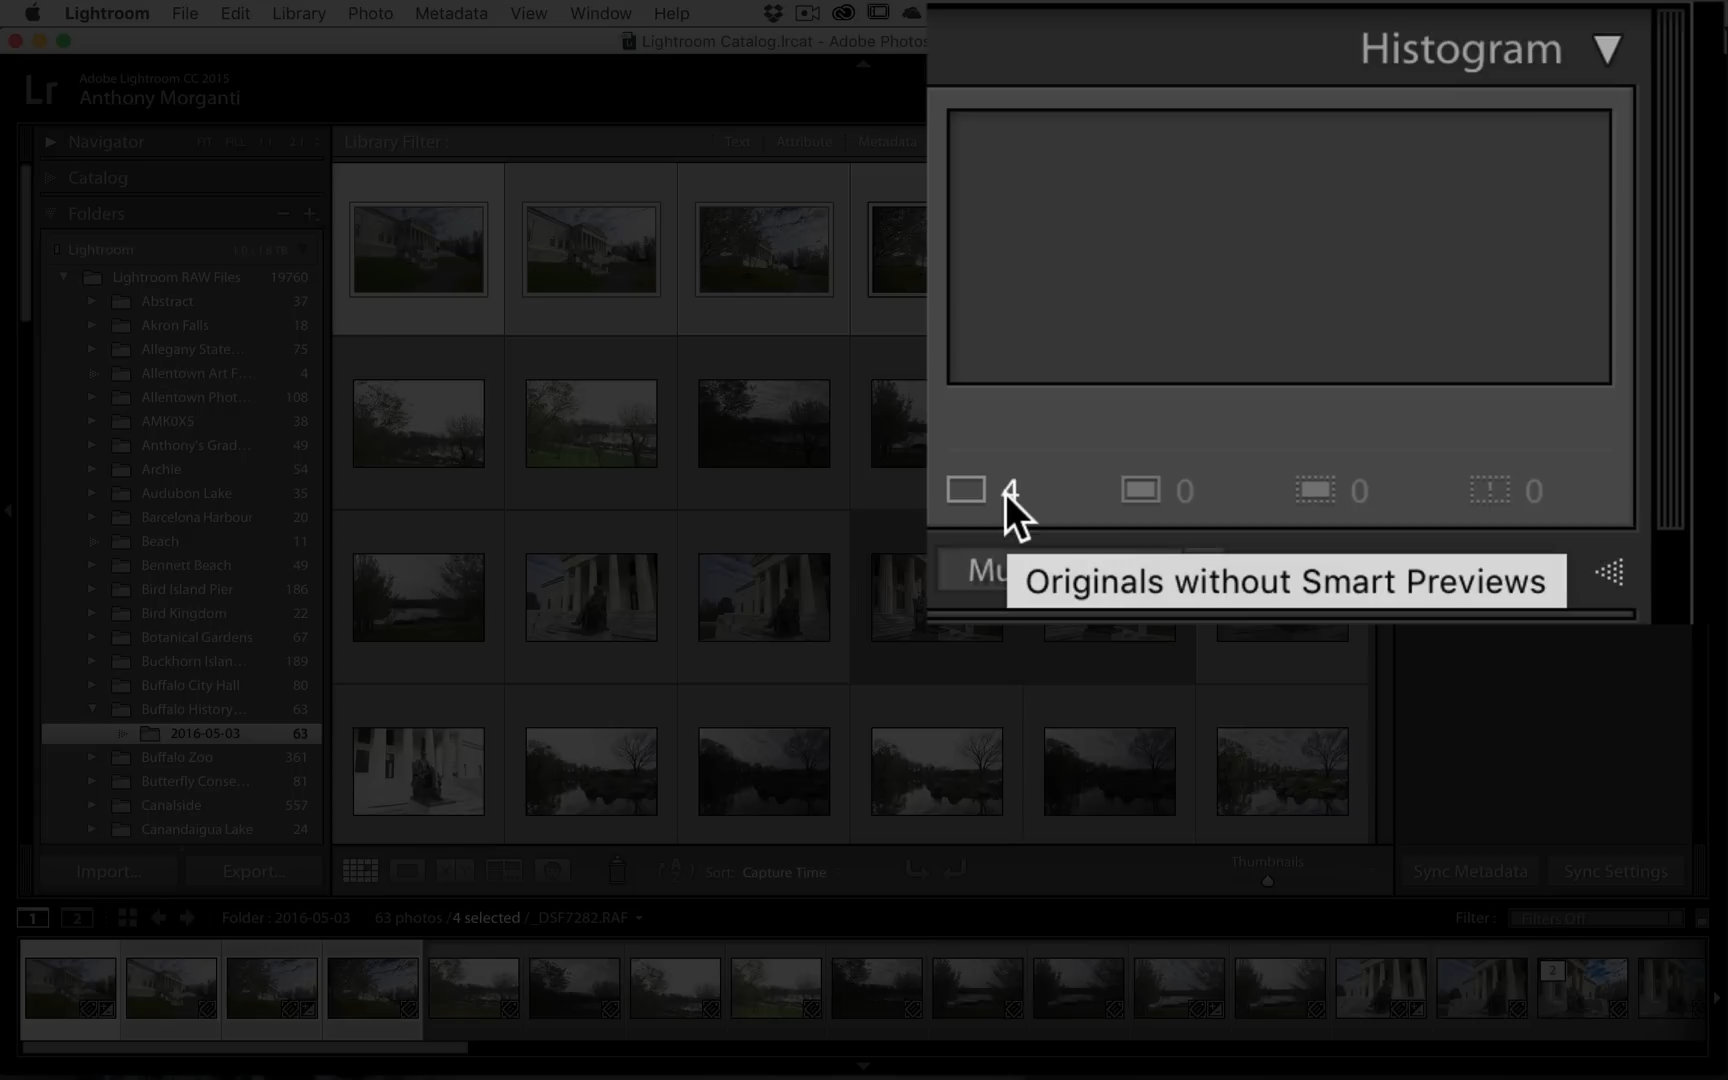 Lightroom File Edit Library Photo Metadata View Window Help
Lightroom Catalog.lrcat - Adobe Photos
Histogram
Lr Adobe Lightroom CC 2015
Anthony Morganti
Navigator FIT FILL
Library Filter : Text Attribute Metadata
Catalog
Folders
Lightroom
Lightroom RAW Files 19760
Abstract 37
Akron Falls 18
Allegany State... 75
Allentown Art F... 4
Allentown Phot... 108
AMK0X5 38
Anthony's Grad... 49
Archie 54
Audubon Lake 35
Barcelona Harbour 20
Beach 11
Bennett Beach 49
Bird Island Pier 186
Bird Kingdom 22
Botanical Gardens 67
Buckhorn Islan... 189
Buffalo City Hall 80
Buffalo History... 63
2016-05-03 63
Buffalo Zoo 361
Butterfly Conse... 81
Canalside 557
Canandaigua Lake 24
4 0 0 0
Mu
Originals without Smart Previews
Import... Export...
Sort: Capture Time
Thumbnails
Sync Metadata Sync Settings
1 2 Folder : 2016-05-03 63 photos /4 selected /_DSF7282.RAF
Filter : Filters Off
2